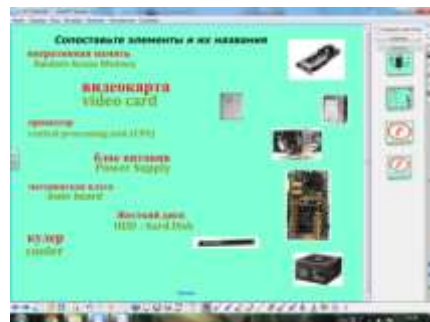 Сопоставьте элементы и их названия
оперативная память
Random Access Memory
видеокарта
video card
процессор
central processing unit (CPU)
блок питания
Power Supply
материнская плата
main board
Жесткий диск
HDD - Hard Disk
кулер
cooler